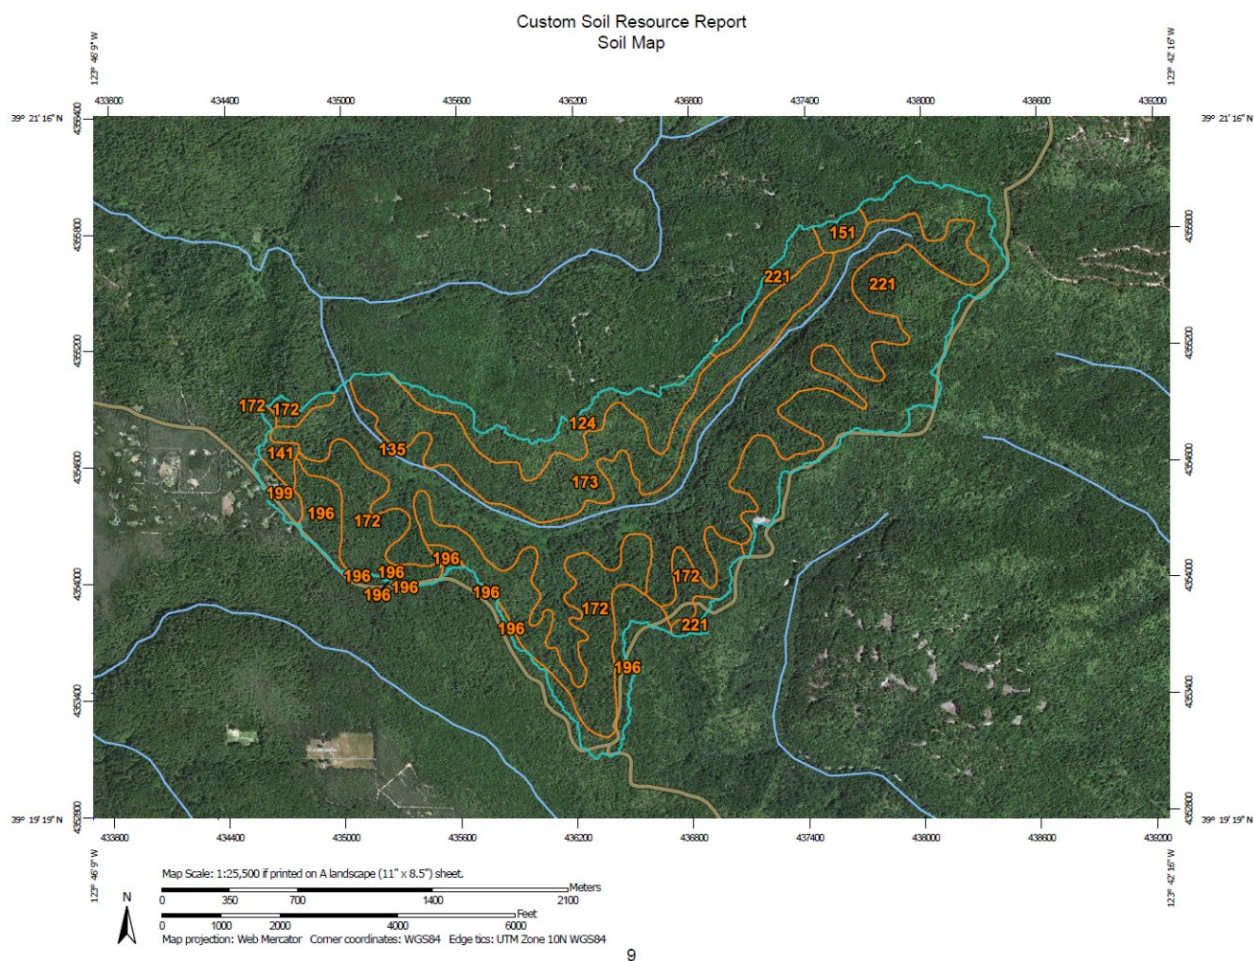 Custom Soil Resource Report
Soil Map
123° 46' 9" W
123° 42' 16" W
433800 434400 435000 435600 436200 436800 437400 438000 438600 439200
39° 21' 16" N
39° 21' 16" N
4356400
4355800
4355200
4354600
4354000
4353400
4352800
4355800
4355200
4354600
4354000
4353400
4352800
151
221
221
172
172
124
135
141
173
199
196
172
196
196
196
196
196
172
196
172
196
221
196
39° 19' 19" N
39° 19' 19" N
433800 434400 435000 435600 436200 436800 437400 438000 438600 439200
123° 46' 9" W
123° 42' 16" W
Map Scale: 1:25,500 if printed on A landscape (11" x 8.5") sheet.
N
Meters
0 350 700 1400 2100
Feet
0 1000 2000 4000 6000
Map projection: Web Mercator Corner coordinates: WGS84 Edge tics: UTM Zone 10N WGS84
9